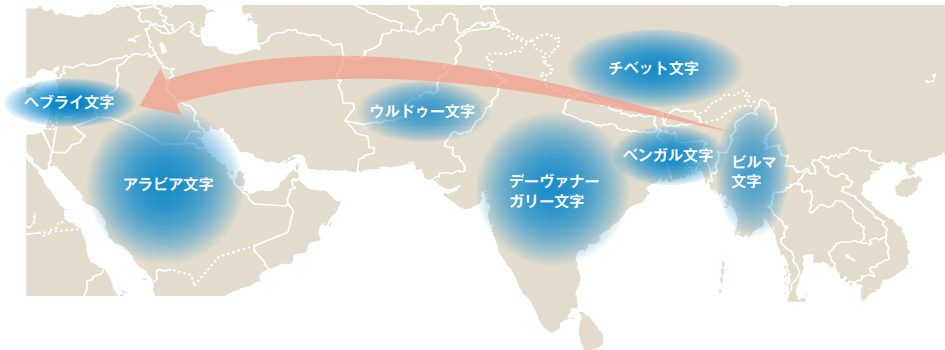 チベット文字
ヘブライ文字
ウルドゥー文字
ベンガル文字
ビルマ
文字
アラビア文字
デーヴァナー
ガリー文字